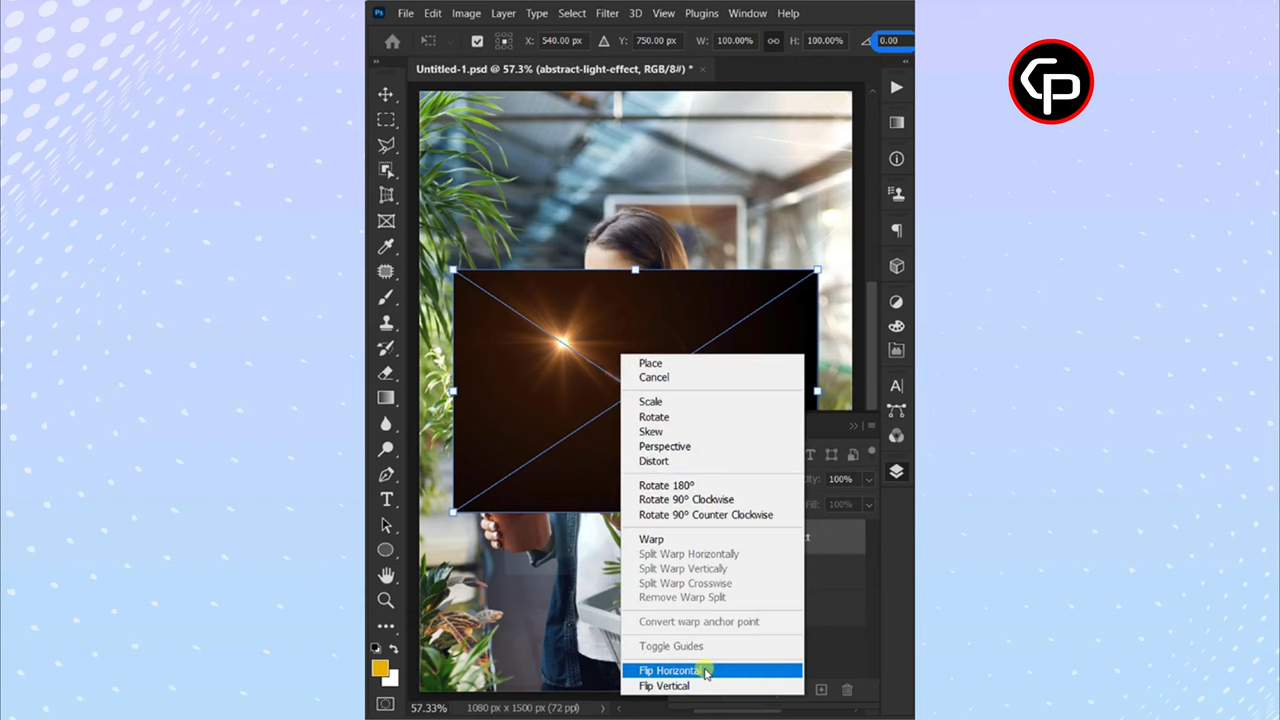 Ps File Edit Image Layer Type Select Filter 3D View Plugins Window Help
X: 540.00 px Y: 750.00 px W: 100.00% H: 100.00% 0.00
Untitled-1.psd @ 57.3% (abstract-light-effect, RGB/8#) * ×
Place
Cancel
Scale
Rotate
Skew
Perspective
Distort
Rotate 180°
Rotate 90° Clockwise
Rotate 90° Counter Clockwise
Warp
Split Warp Horizontally
Split Warp Vertically
Split Warp Crosswise
Remove Warp Split
Convert warp anchor point
Toggle Guides
Flip Horizontal
Flip Vertical
100%
Fill: 100%
57.33% 1080 px x 1500 px (72 ppi)
CP